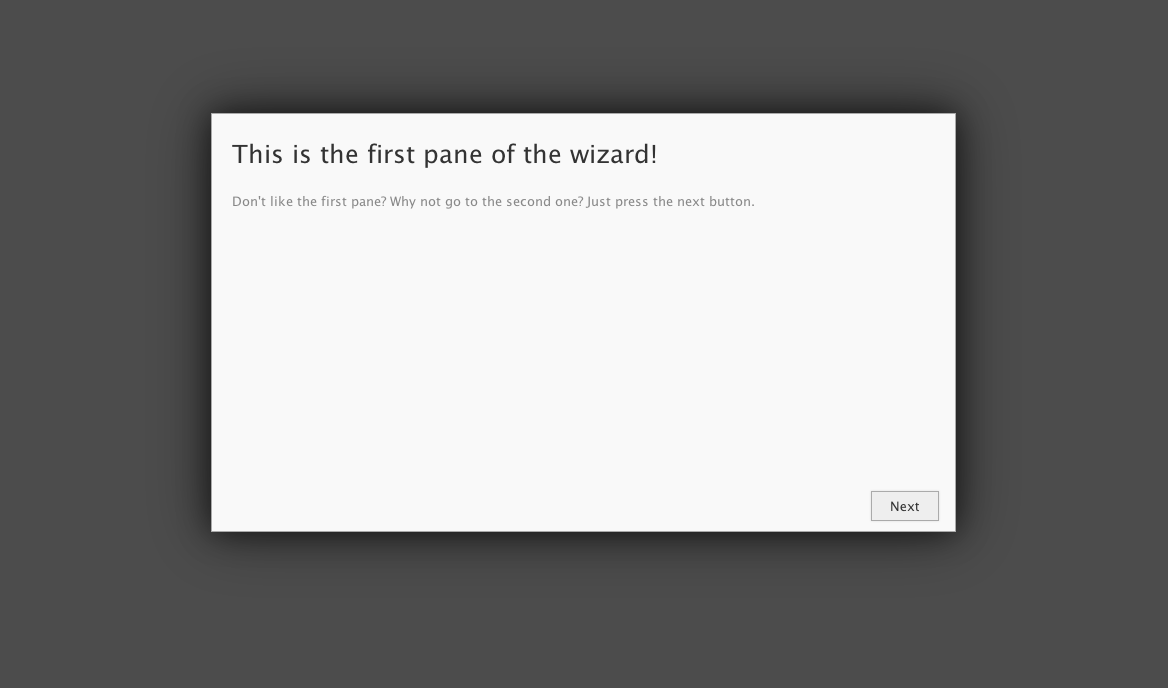 This is the first pane of the wizard!
Don't like the first pane? Why not go to the second one? Just press the next button.
Next